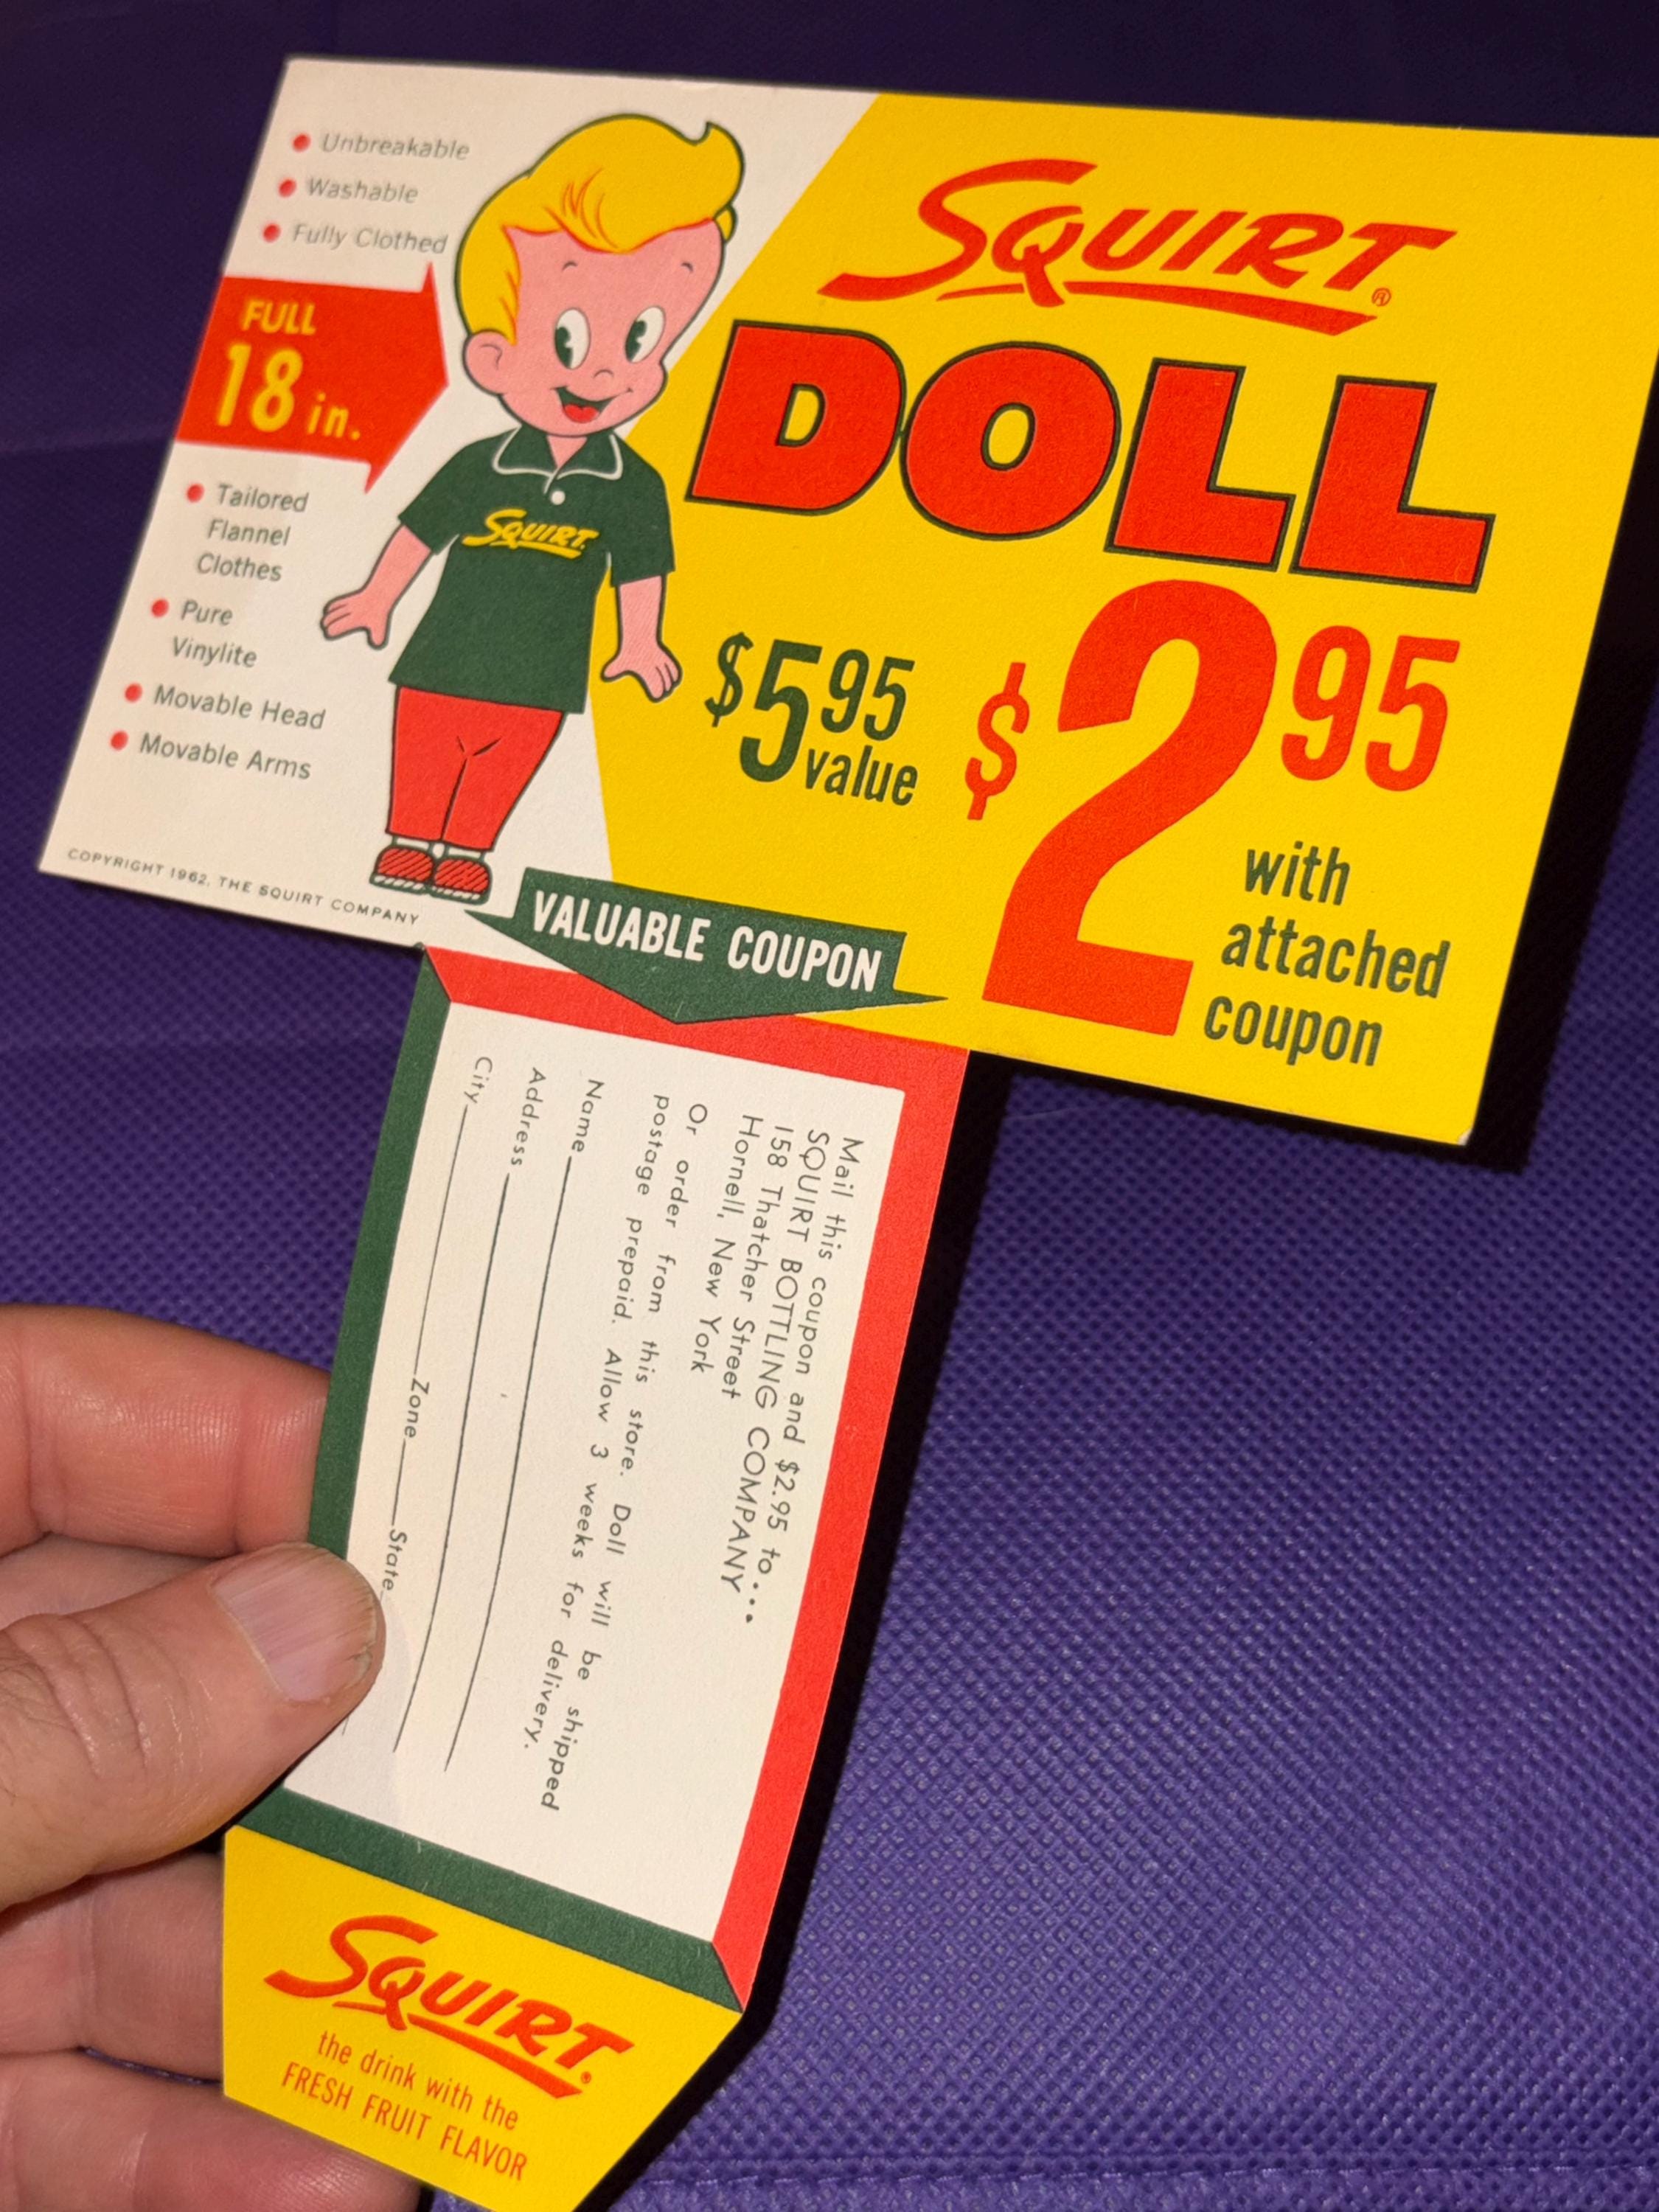 Unbreakable
Washable
Fully Clothed
FULL
18 in.
Tailored
Flannel
Clothes
Pure
Vinylite
Movable Head
Movable Arms
COPYRIGHT 1962, THE SQUIRT COMPANY
SQUIRT
SQUIRT®
DOLL
$5.95
value
$2.95
with
attached
coupon
VALUABLE COUPON
Mail this coupon and $2.95 to....
SQUIRT BOTTLING COMPANY
158 Thatcher Street
Hornell, New York
Or order from this store. Doll will be shipped
postage prepaid. Allow 3 weeks for delivery.
Name
Address
City Zone State
SQUIRT®
the drink with the
FRESH FRUIT FLAVOR